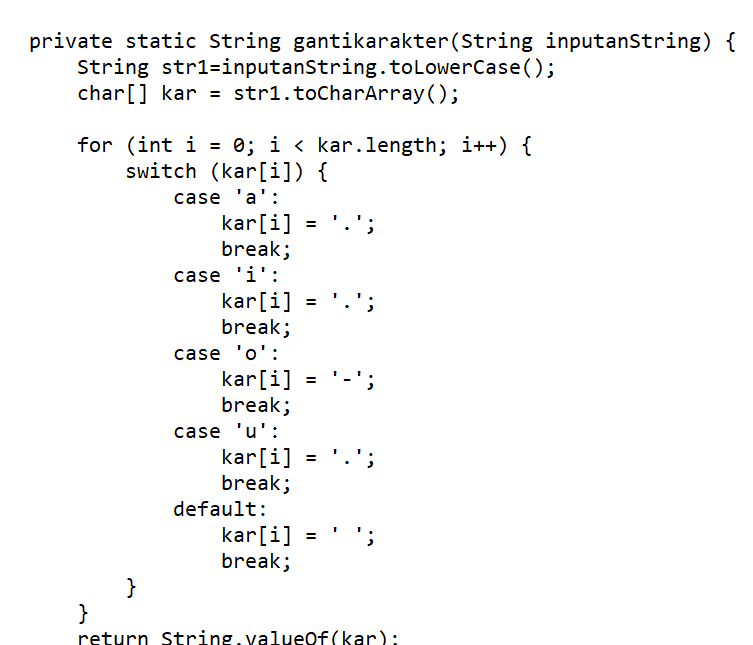 private static String gantikarakter(String inputanString) {
    String str1=inputanString.toLowerCase();
    char[] kar = str1.toCharArray();

    for (int i = 0; i < kar.length; i++) {
        switch (kar[i]) {
            case 'a':
                kar[i] = '.';
                break;
            case 'i':
                kar[i] = '.';
                break;
            case 'o':
                kar[i] = '-';
                break;
            case 'u':
                kar[i] = '.';
                break;
            default:
                kar[i] = ' ';
                break;
        }
    }
    return String.valueOf(kar);